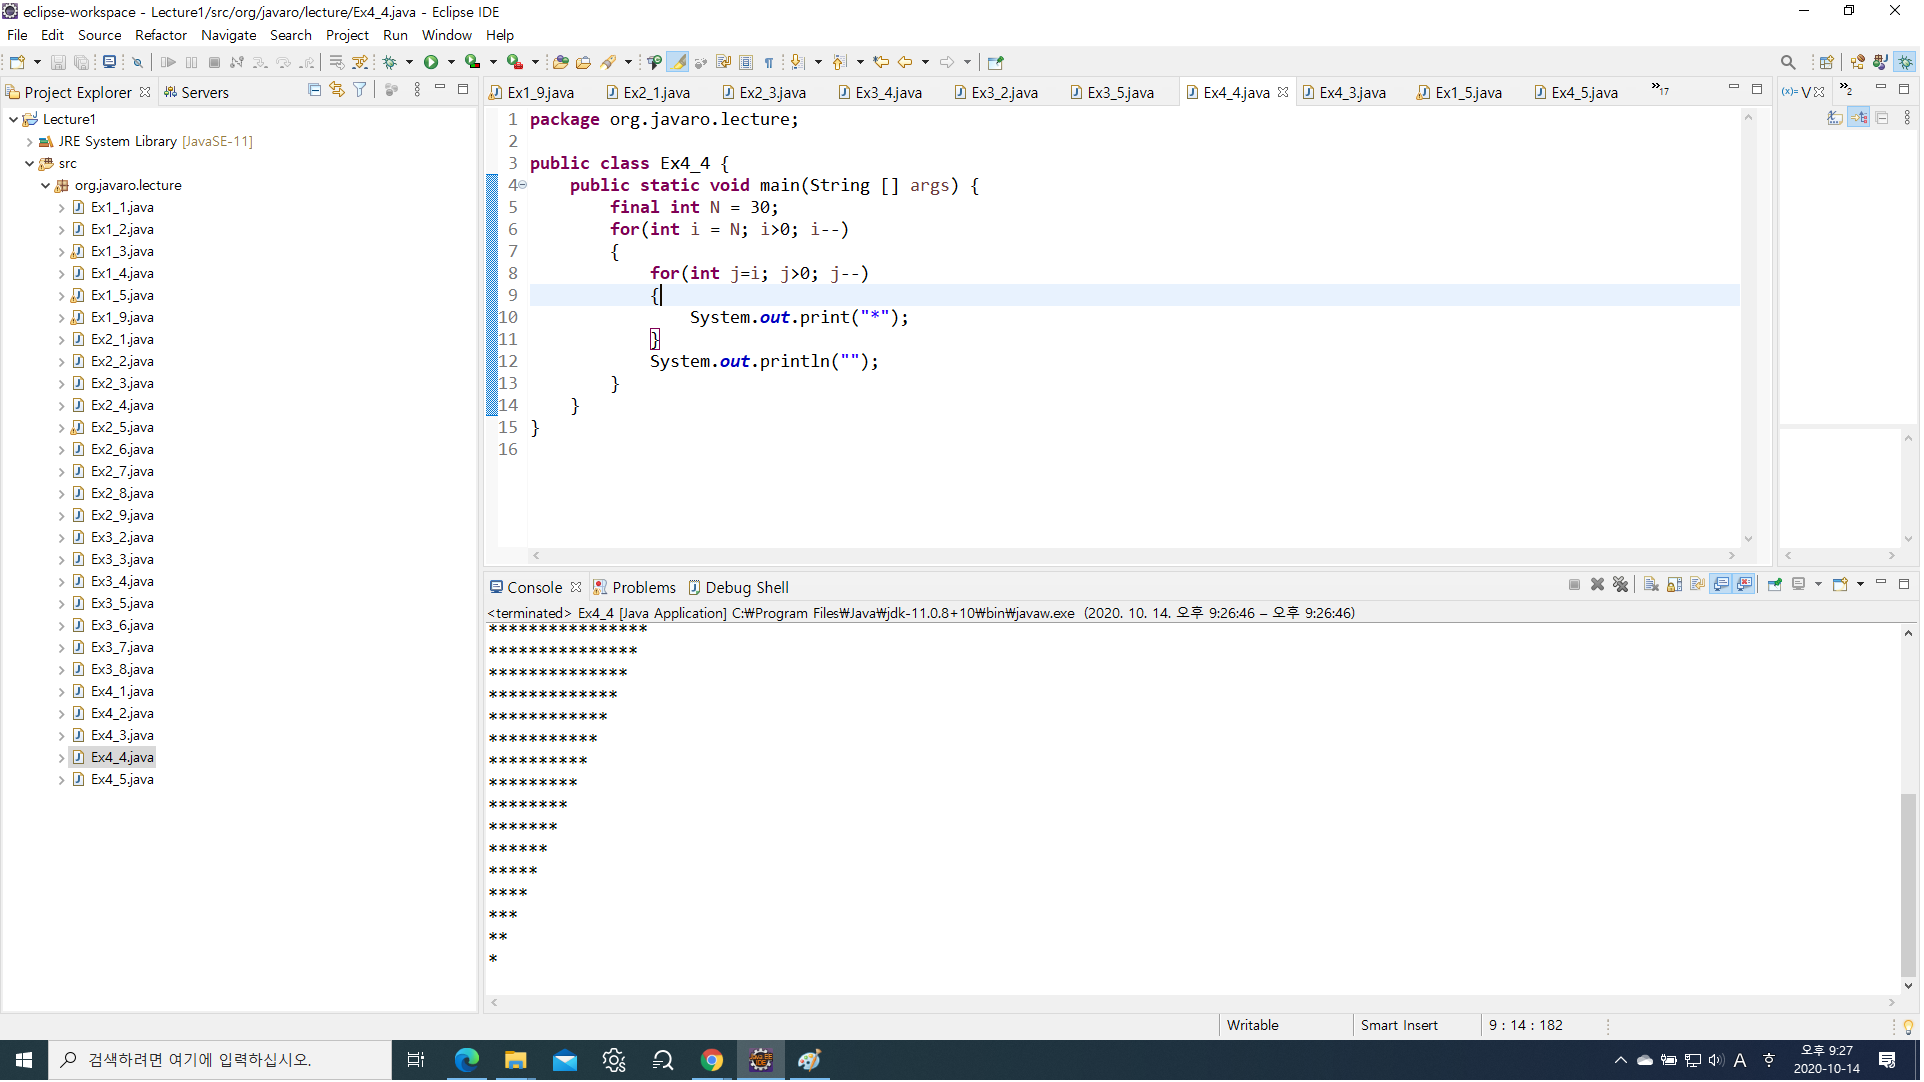 eclipse-workspace - Lecture1/src/org/javaro/lecture/Ex4_4.java - Eclipse IDE
File Edit Source Refactor Navigate Search Project Run Window Help
Project Explorer Servers
Lecture1
JRE System Library [JavaSE-11]
src
org.javaro.lecture
Ex1_1.java
Ex1_2.java
Ex1_3.java
Ex1_4.java
Ex1_5.java
Ex1_9.java
Ex2_1.java
Ex2_2.java
Ex2_3.java
Ex2_4.java
Ex2_5.java
Ex2_6.java
Ex2_7.java
Ex2_8.java
Ex2_9.java
Ex3_2.java
Ex3_3.java
Ex3_4.java
Ex3_5.java
Ex3_6.java
Ex3_7.java
Ex3_8.java
Ex4_1.java
Ex4_2.java
Ex4_3.java
Ex4_4.java
Ex4_5.java
Ex1_9.java Ex2_1.java Ex2_3.java Ex3_4.java Ex3_2.java Ex3_5.java Ex4_4.java Ex4_3.java Ex1_5.java Ex4_5.java »17
(x)= V »2
1 package org.javaro.lecture;
2
3 public class Ex4_4 {
4 public static void main(String [] args) {
5 final int N = 30;
6 for(int i = N; i>0; i--)
7 {
8 for(int j=i; j>0; j--)
9 {
10 System.out.print("*");
11 }
12 System.out.println("");
13 }
14 }
15 }
16
Console Problems Debug Shell
<terminated> Ex4_4 [Java Application] C:₩Program Files₩Java₩jdk-11.0.8+10₩bin₩javaw.exe (2020. 10. 14. 오후 9:26:46 – 오후 9:26:46)
****************
***************
**************
*************
************
***********
**********
*********
********
*******
******
*****
****
***
**
*
Writable Smart Insert 9 : 14 : 182
검색하려면 여기에 입력하십시오.
A 오후 9:27
2020-10-14